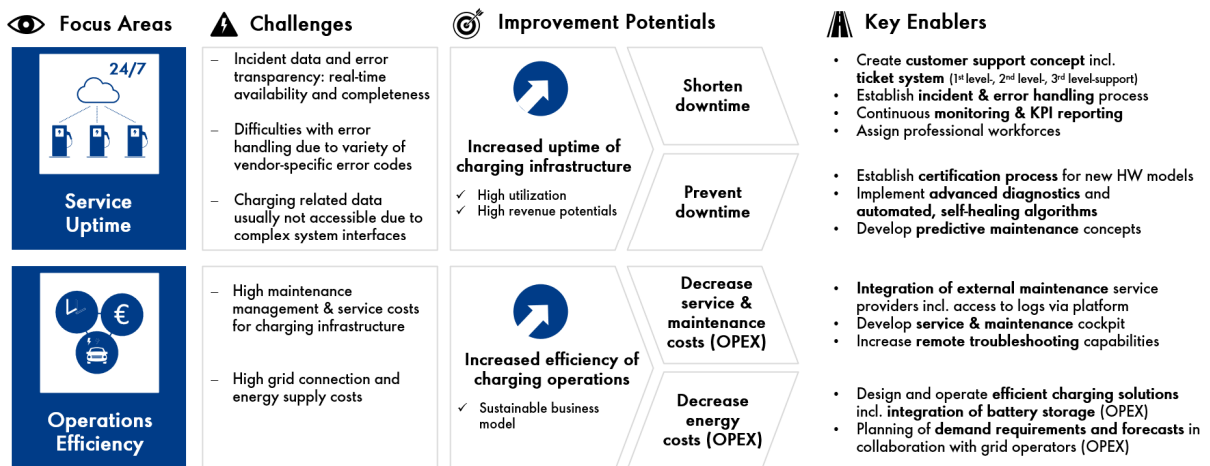 Focus Areas
Challenges
Improvement Potentials
Key Enablers
24/7
Service
Uptime
– Incident data and error
transparency: real-time
availability and completeness
– Difficulties with error
handling due to variety of
vendor-specific error codes
– Charging related data
usually not accessible due to
complex system interfaces
Increased uptime of
charging infrastructure
✓ High utilization
✓ High revenue potentials
Shorten
downtime
Prevent
downtime
• Create customer support concept incl.
ticket system (1st level-, 2nd level-, 3rd level-support)
• Establish incident & error handling process
• Continuous monitoring & KPI reporting
• Assign professional workforces
• Establish certification process for new HW models
• Implement advanced diagnostics and
automated, self-healing algorithms
• Develop predictive maintenance concepts
€
Operations
Efficiency
– High maintenance
management & service costs
for charging infrastructure
– High grid connection and
energy supply costs
Increased efficiency of
charging operations
✓ Sustainable business
model
Decrease
service &
maintenance
costs (OPEX)
Decrease
energy
costs (OPEX)
• Integration of external maintenance service
providers incl. access to logs via platform
• Develop service & maintenance cockpit
• Increase remote troubleshooting capabilities
• Design and operate efficient charging solutions
incl. integration of battery storage (OPEX)
• Planning of demand requirements and forecasts in
collaboration with grid operators (OPEX)